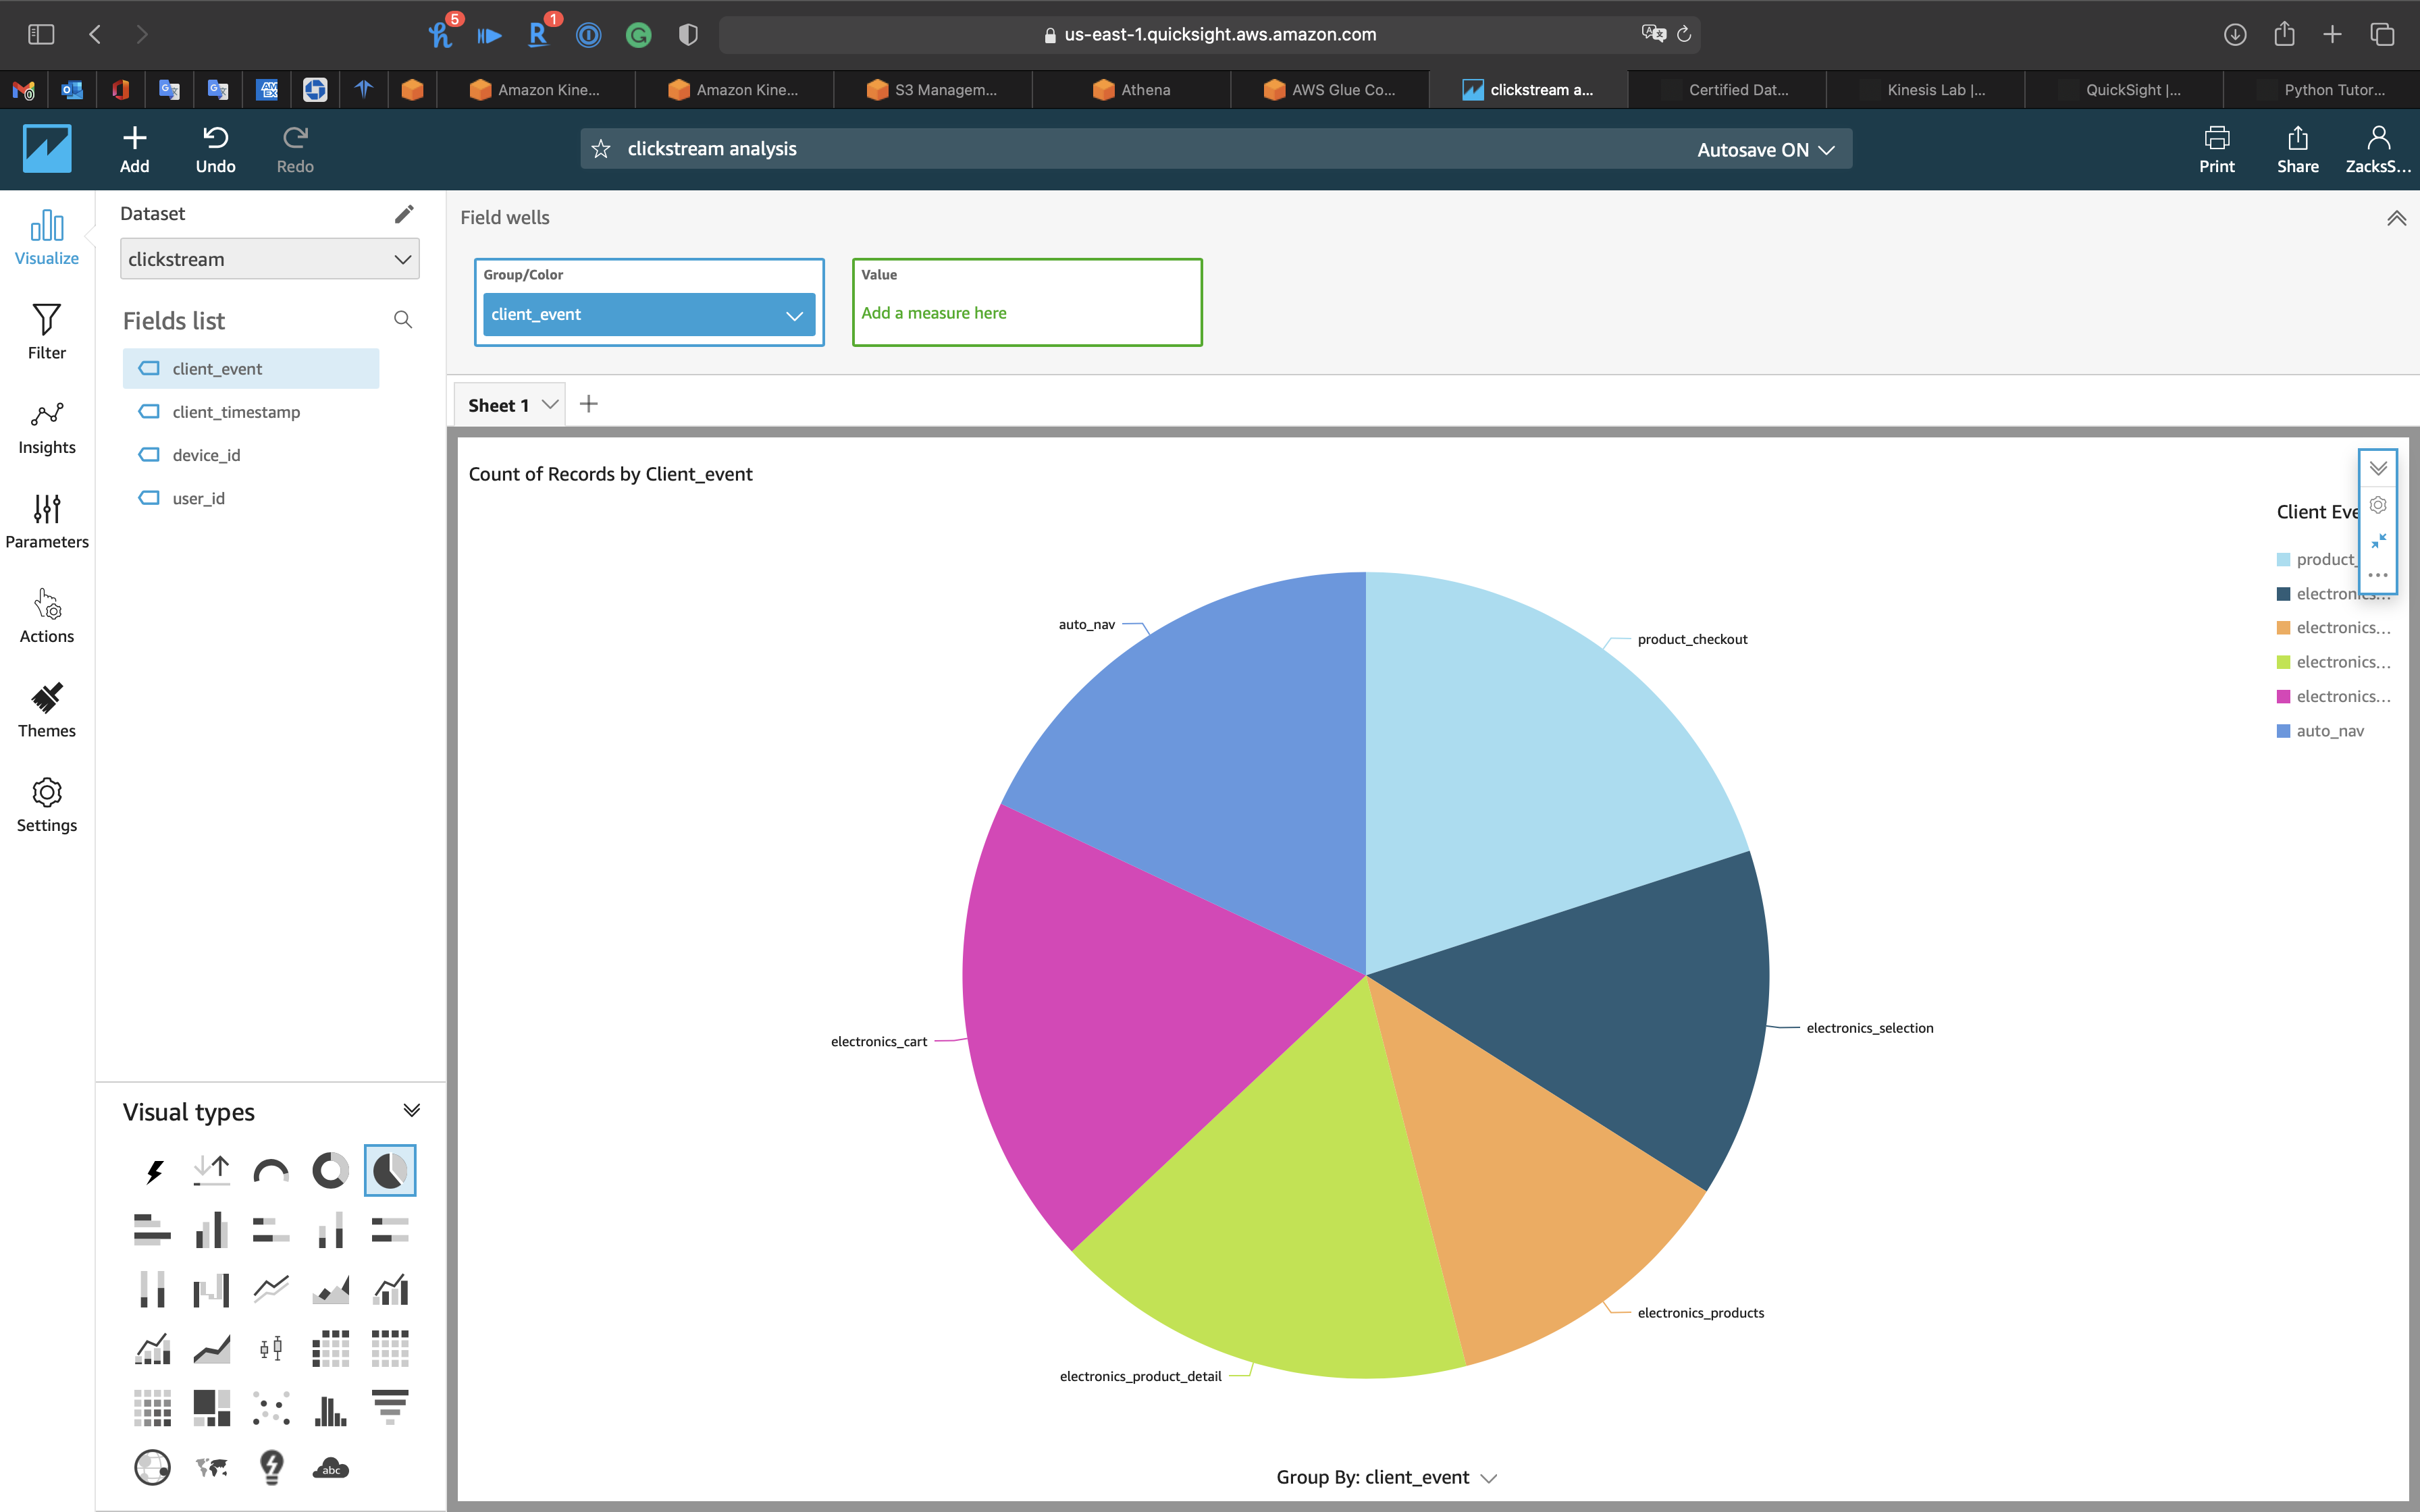 5
1
us-east-1.quicksight.aws.amazon.com
Amazon Kine...
Amazon Kine...
S3 Managem...
Athena
AWS Glue Co...
clickstream a...
Certified Dat...
Kinesis Lab |...
QuickSight |...
Python Tutor...
Add
Undo
Redo
clickstream analysis
Autosave ON
Print
Share
ZacksS...
Visualize
Filter
Insights
Parameters
Actions
Themes
Settings
Dataset
clickstream
Fields list
client_event
client_timestamp
device_id
user_id
Visual types
abc
Field wells
Group/Color
client_event
Value
Add a measure here
Sheet 1
Count of Records by Client_event
Client Eve
product_
electronics...
electronics...
electronics...
electronics...
auto_nav
auto_nav
product_checkout
electronics_cart
electronics_selection
electronics_products
electronics_product_detail
Group By: client_event